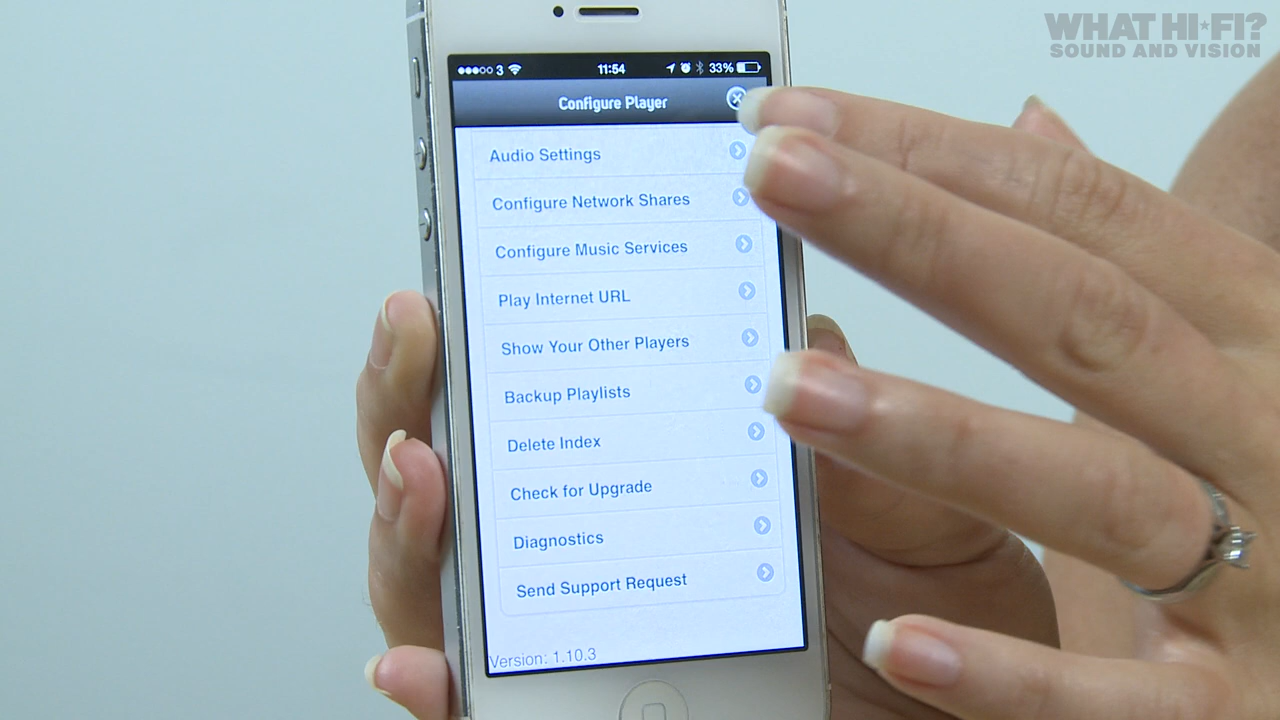 WHAT HI★FI?
SOUND AND VISION
3 11:54 33%
Configure Player
Audio Settings
Configure Network Shares
Configure Music Services
Play Internet URL
Show Your Other Players
Backup Playlists
Delete Index
Check for Upgrade
Diagnostics
Send Support Request
Version: 1.10.3